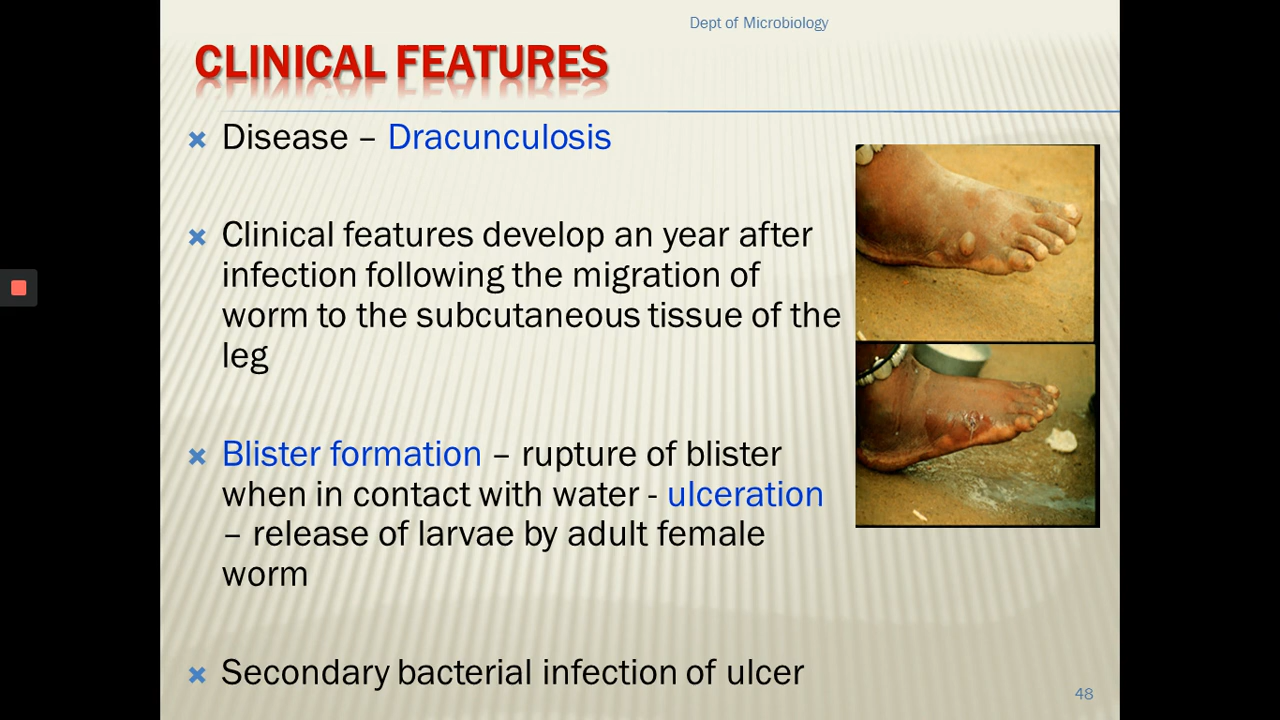 Dept of Microbiology
CLINICAL FEATURES
Disease – Dracunculosis
Clinical features develop an year after
infection following the migration of
worm to the subcutaneous tissue of the
leg
Blister formation – rupture of blister
when in contact with water - ulceration
– release of larvae by adult female
worm
Secondary bacterial infection of ulcer
48